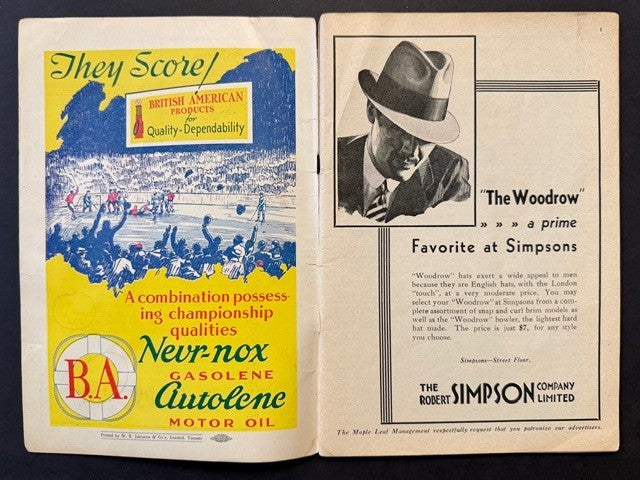 They Score!
BRITISH AMERICAN
PRODUCTS
for
Quality-Dependability
A combination possess-
ing championship
qualities
Nevr-nox
GASOLENE
Autolene
MOTOR OIL
B.A.
Printed by W. S. Johnston & Co'y, Limited, Toronto
1
"The Woodrow"
» » » a prime
Favorite at Simpsons
"Woodrow" hats exert a wide appeal to men
because they are English hats, with the London
"touch", at a very moderate price. You may
select your "Woodrow" at Simpsons from a com-
plete assortment of snap and curl brim models as
well as the "Woodrow" bowler, the lightest hard
hat made. The price is just $7, for any style
you choose.
Simpsons—Street Floor.
THE ROBERT SIMPSON COMPANY LIMITED
The Maple Leaf Management respectfully request that you patronize our advertisers.